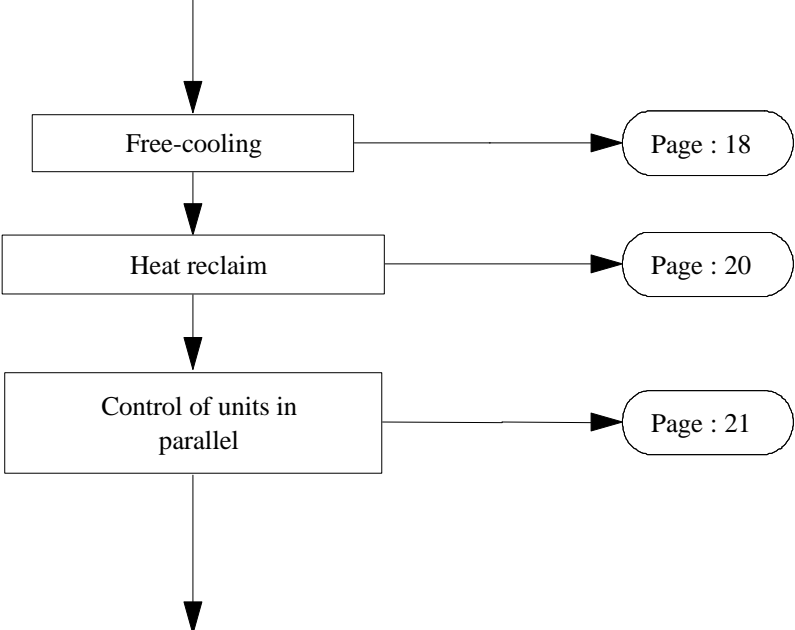 Free-cooling
Page : 18
Heat reclaim
Page : 20
Control of units in
parallel
Page : 21